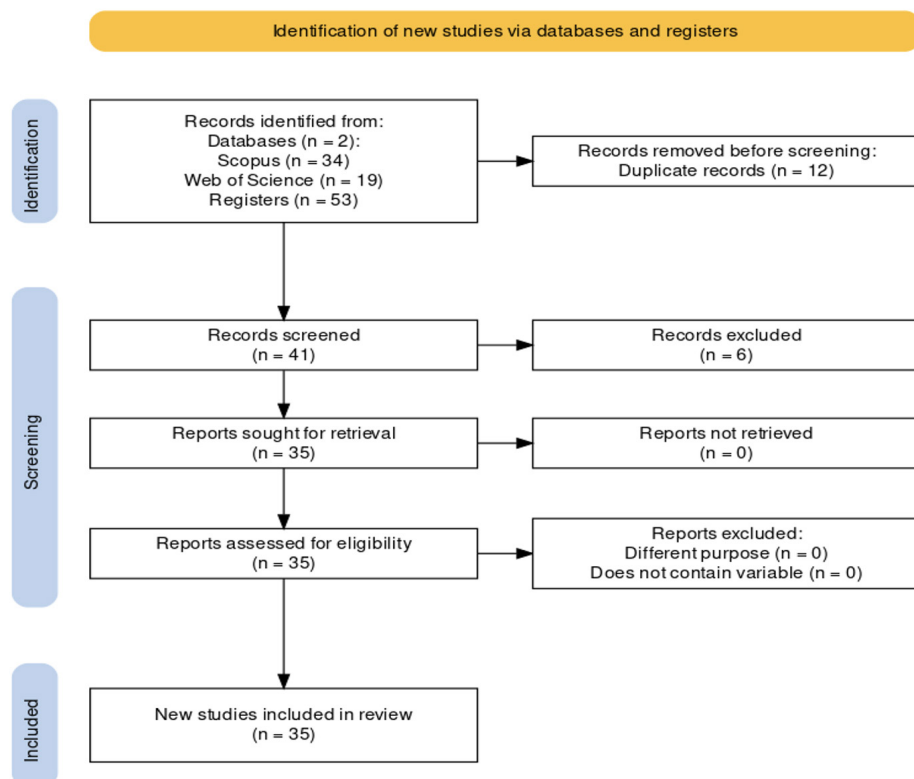 Identification of new studies via databases and registers
Identification
Records identified from:
Databases (n = 2):
Scopus (n = 34)
Web of Science (n = 19)
Registers (n = 53)
Records removed before screening:
Duplicate records (n = 12)
Screening
Records screened
(n = 41)
Records excluded
(n = 6)
Reports sought for retrieval
(n = 35)
Reports not retrieved
(n = 0)
Reports assessed for eligibility
(n = 35)
Reports excluded:
Different purpose (n = 0)
Does not contain variable (n = 0)
Included
New studies included in review
(n = 35)